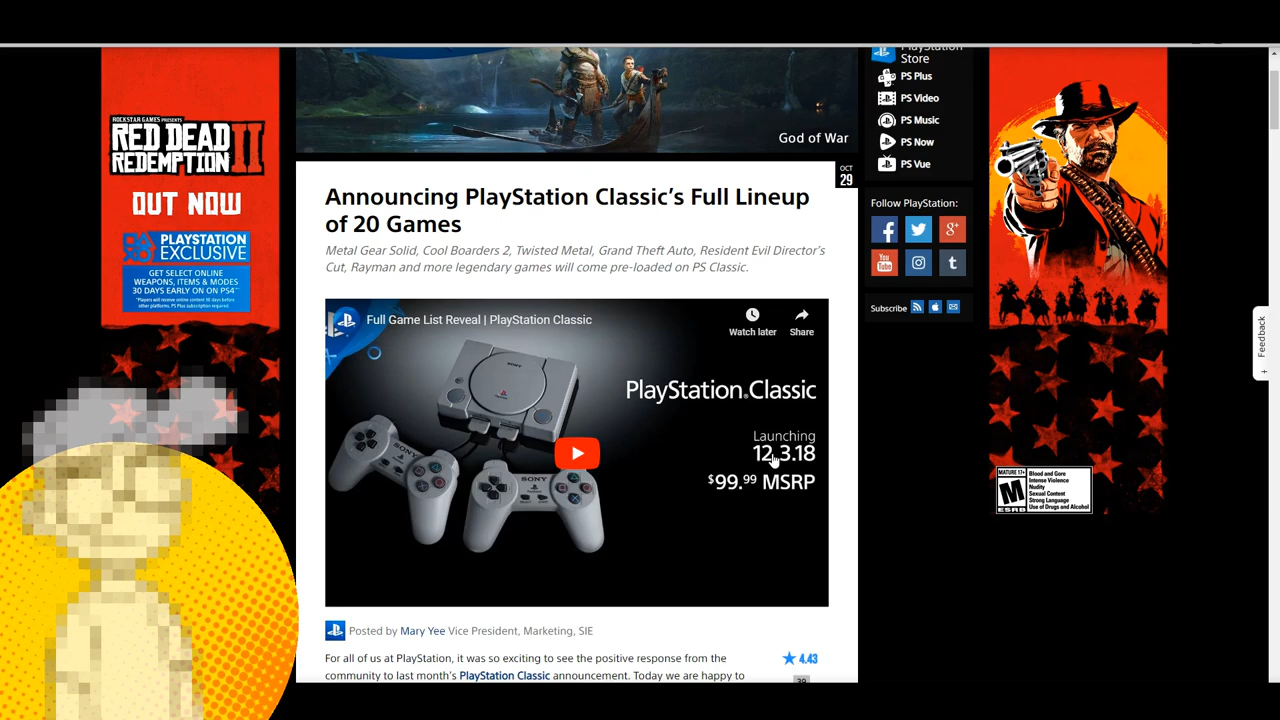 PlayStation
Store
PS Plus
PS Video
PS Music
PS Now
PS Vue
God of War
OCT
29
ROCKSTAR GAMES PRESENTS
RED DEAD
REDEMPTION II
OUT NOW
PLAYSTATION
EXCLUSIVE
GET SELECT ONLINE
WEAPONS, ITEMS & MODES
30 DAYS EARLY ON PS4
Announcing PlayStation Classic’s Full Lineup
of 20 Games
Metal Gear Solid, Cool Boarders 2, Twisted Metal, Grand Theft Auto, Resident Evil Director’s
Cut, Rayman and more legendary games will come pre-loaded on PS Classic.
Full Game List Reveal | PlayStation Classic
Watch later
Share
SONY
SONY
SONY
PlayStation.Classic
Launching
12.3.18
$99.99 MSRP
Posted by Mary Yee Vice President, Marketing, SIE
For all of us at PlayStation, it was so exciting to see the positive response from the
community to last month’s PlayStation Classic announcement. Today we are happy to
4.43
39
Follow PlayStation:
f
g+
You
Tube
t
Subscribe
+ Feedback
MATURE 17+
M
ESRB
Blood and Gore
Intense Violence
Nudity
Sexual Content
Strong Language
Use of Drugs and Alcohol